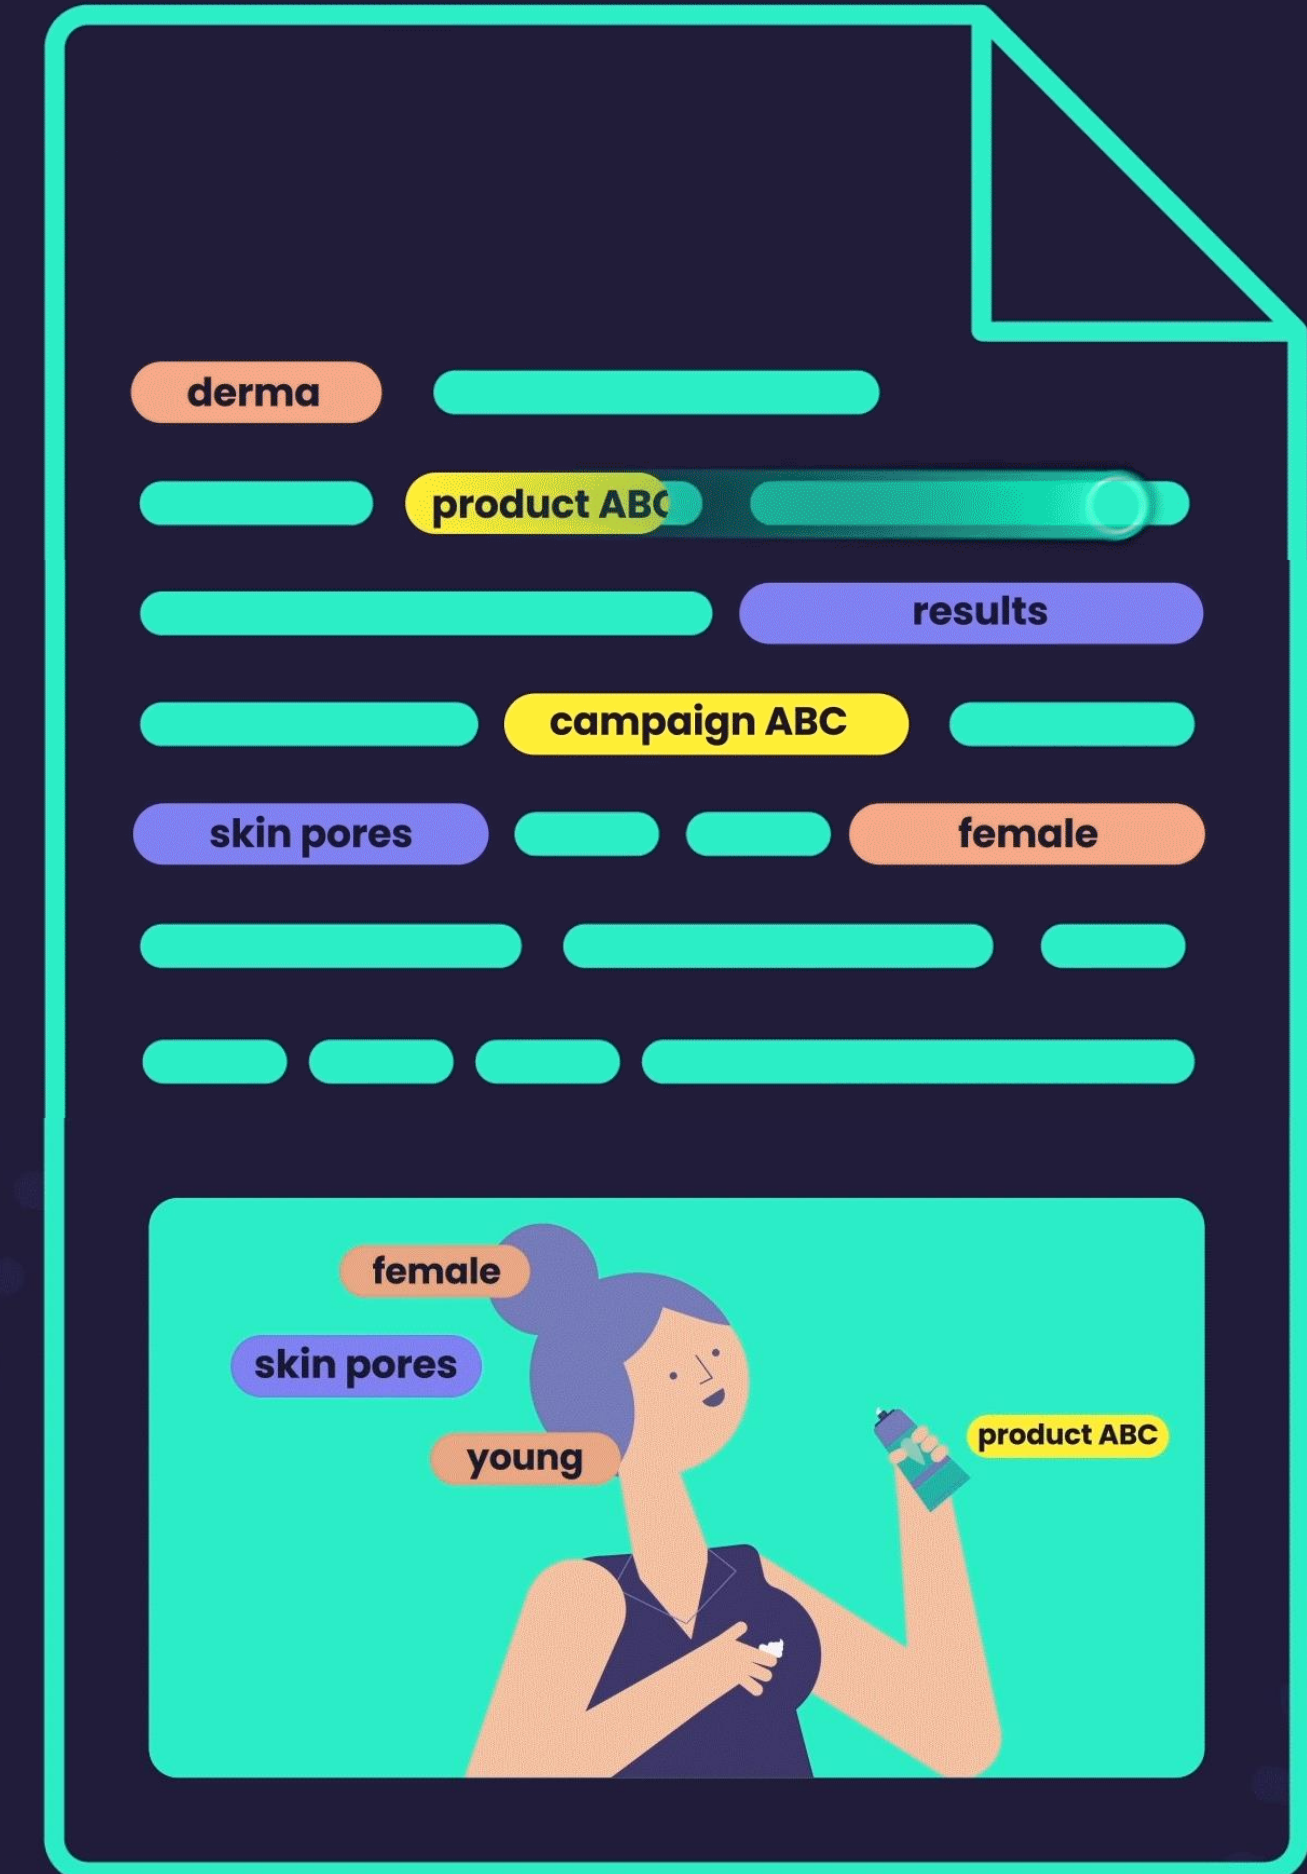 derma
product ABC
results
campaign ABC
skin pores female
female
skin pores
young
product ABC